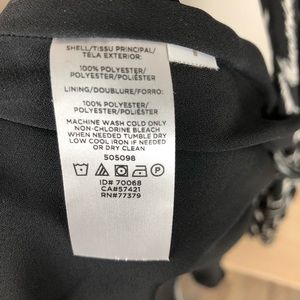 SHELL/TISSU PRINCIPAL/
TELA EXTERIOR:
100% POLYESTER/
POLYESTER/POLIÉSTER
LINING/DOUBLURE/FORRO:
100% POLYESTER/
POLYESTER/POLIÉSTER
MACHINE WASH COLD ONLY
NON-CHLORINE BLEACH
WHEN NEEDED TUMBLE DRY
LOW COOL IRON IF NEEDED
OR DRY CLEAN
505098
ID# 70068
CA#57421
RN#77379